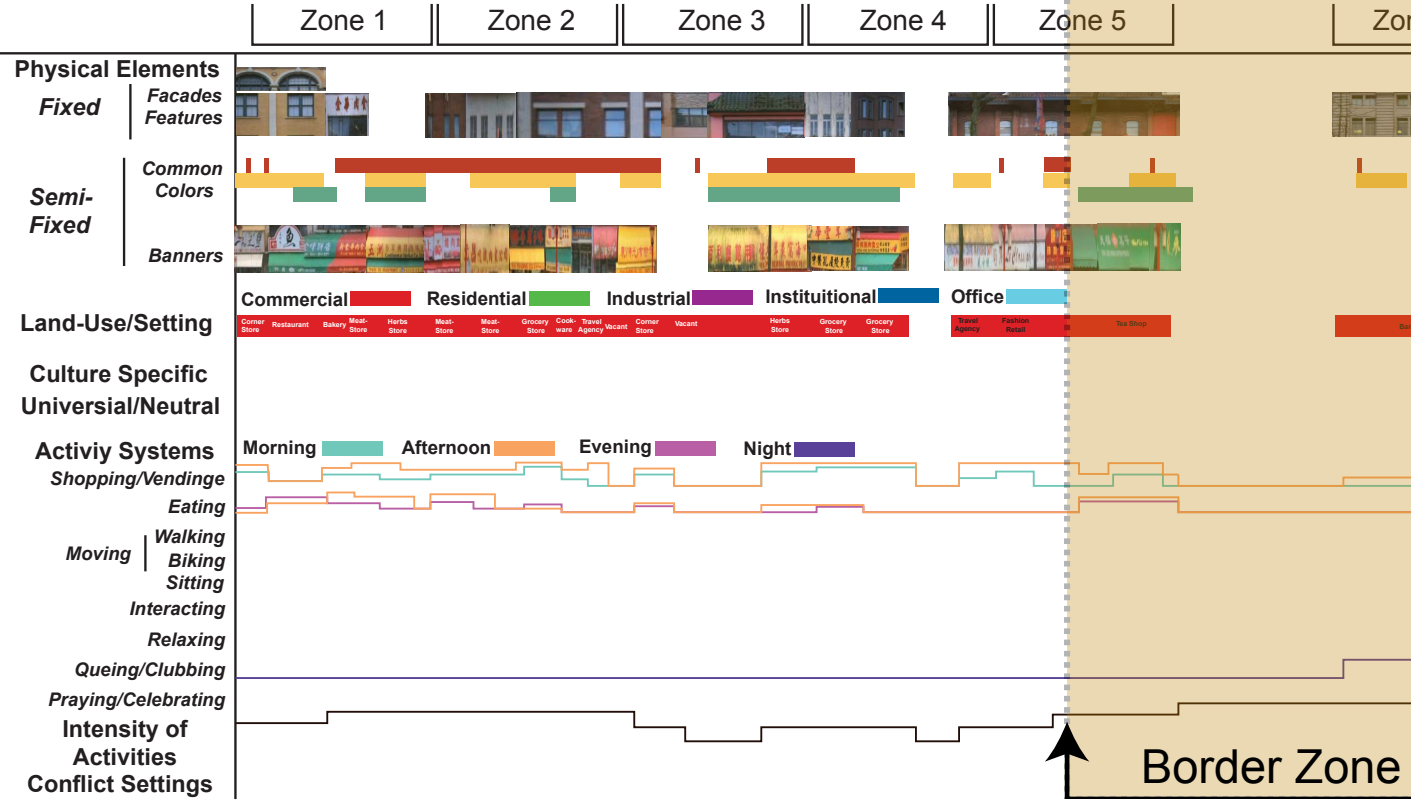 Zone 1
Zone 2
Zone 3
Zone 4
Zone 5
Zo
Physical Elements
Fixed
Facades
Features
Semi-
Fixed
Common
Colors
Banners
Commercial
Residential
Industrial
Instituitional
Office
Land-Use/Setting
Corner
Store
Restaurant
Bakery
Meat-
Store
Herbs
Store
Meat-
Store
Meat-
Store
Grocery
Store
Cook-
ware
Travel
Agency
Vacant
Corner
Store
Vacant
Herbs
Store
Grocery
Store
Grocery
Store
Travel
Agency
Fashion
Retail
Tea Shop
Culture Specific
Universial/Neutral
Activiy Systems
Morning
Afternoon
Evening
Night
Shopping/Vendinge
Eating
Moving
Walking
Biking
Sitting
Interacting
Relaxing
Queing/Clubbing
Praying/Celebrating
Intensity of
Activities
Conflict Settings
Border Zone